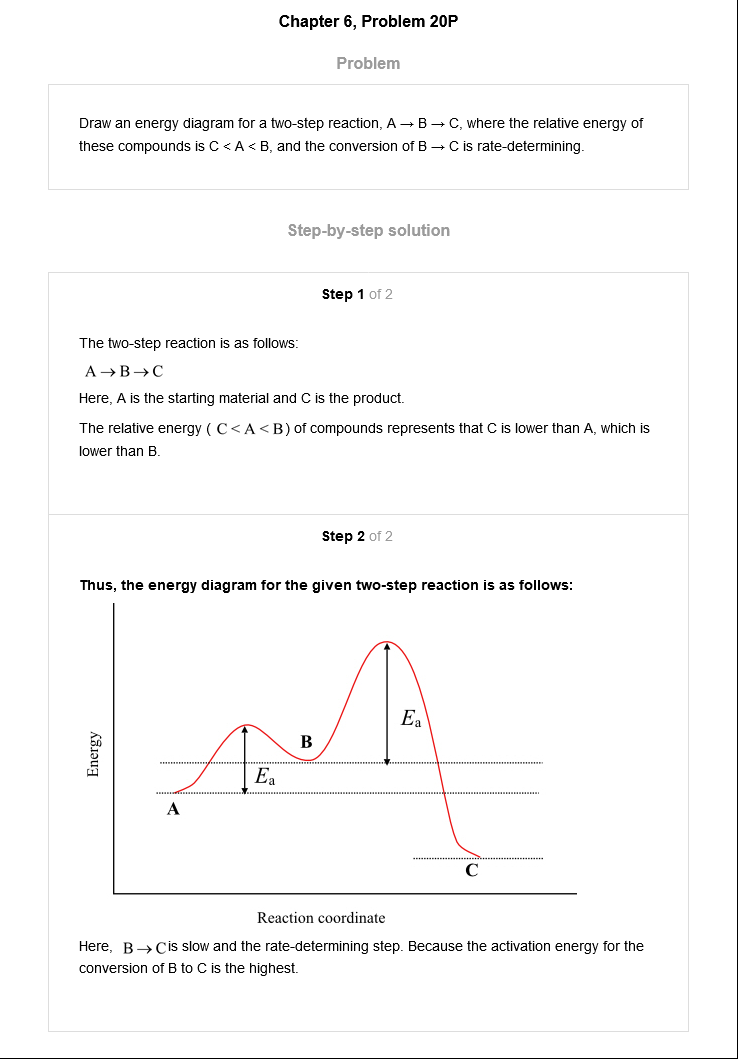 Chapter 6, Problem 20P
Problem
Draw an energy diagram for a two-step reaction, A → B → C, where the relative energy of
these compounds is C < A < B, and the conversion of B → C is rate-determining.
Step-by-step solution
Step 1 of 2
The two-step reaction is as follows:
A → B → C
Here, A is the starting material and C is the product.
The relative energy ( C < A < B) of compounds represents that C is lower than A, which is
lower than B.
Step 2 of 2
Thus, the energy diagram for the given two-step reaction is as follows:
Energy
Ea
B
Ea
A
C
Reaction coordinate
Here, B → C is slow and the rate-determining step. Because the activation energy for the
conversion of B to C is the highest.